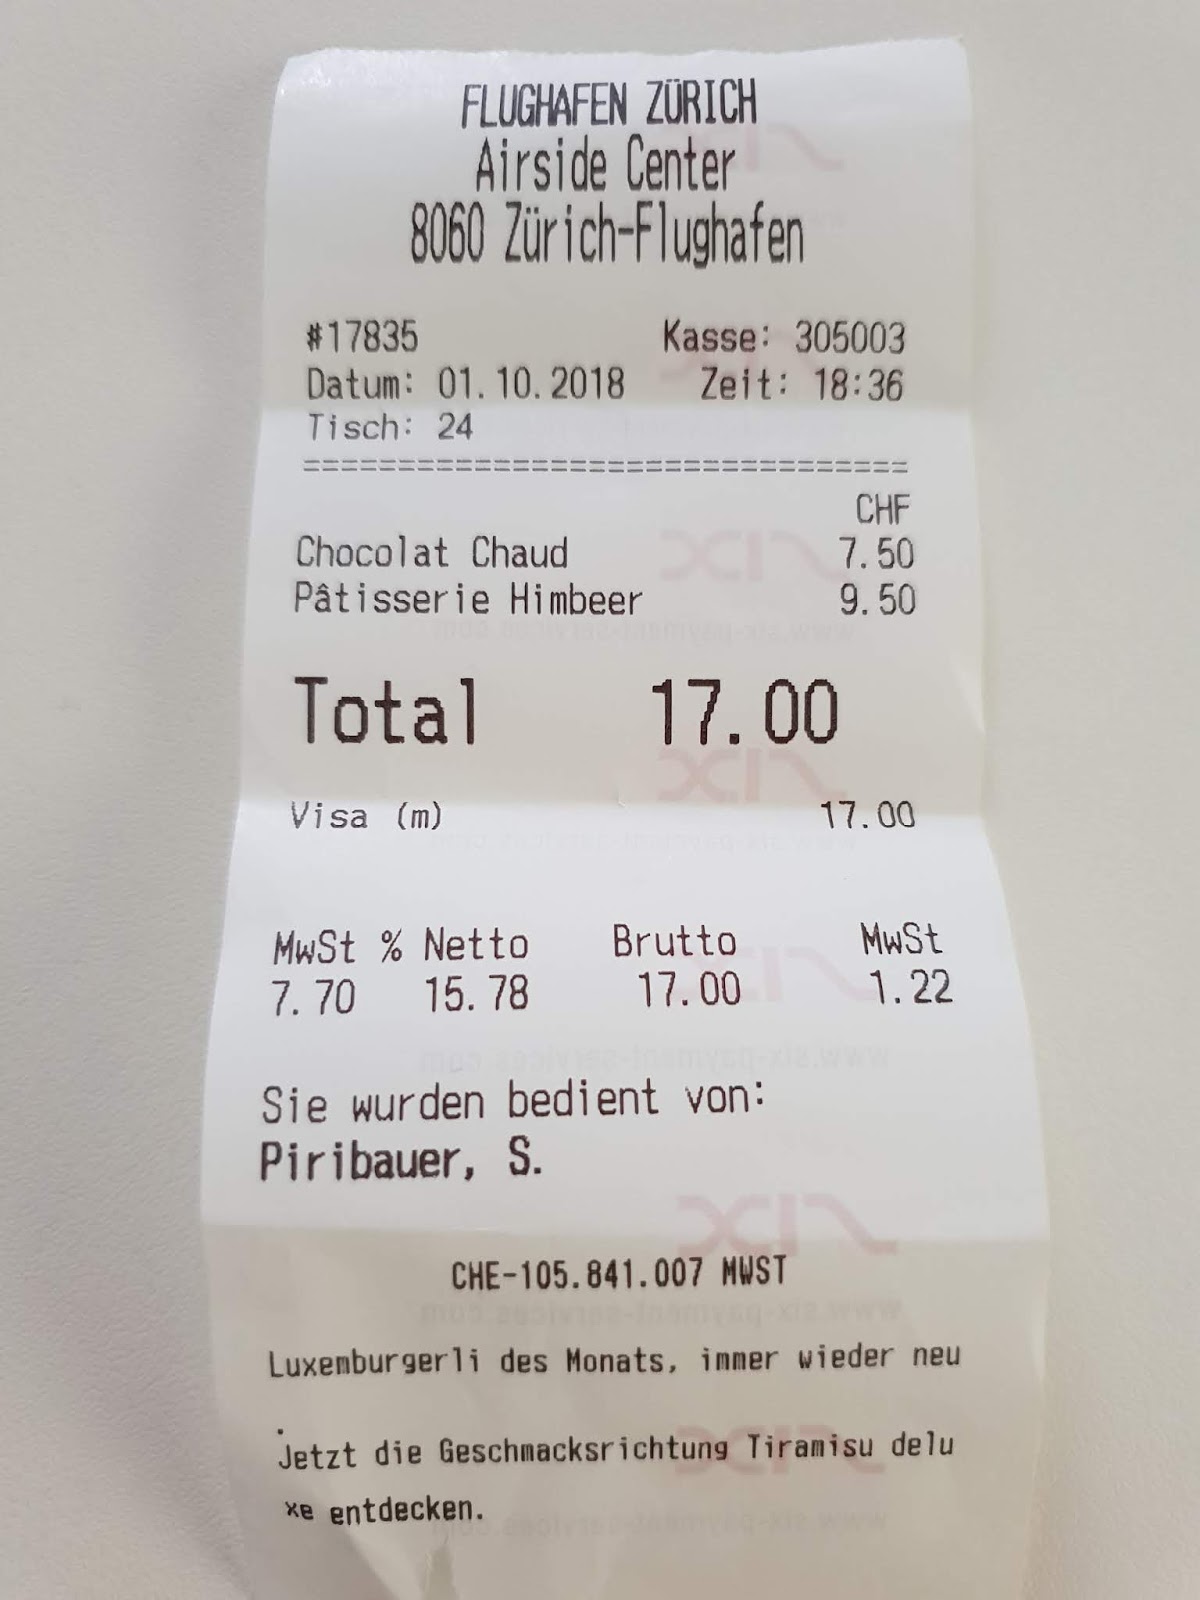 FLUGHAFEN ZÜRICH
Airside Center
8060 Zürich-Flughafen
#17835 Kasse: 305003
Datum: 01.10.2018 Zeit: 18:36
Tisch: 24
================================
CHF
Chocolat Chaud 7.50
Pâtisserie Himbeer 9.50
Total 17.00
Visa (m) 17.00
MwSt % Netto Brutto MwSt
7.70 15.78 17.00 1.22
Sie wurden bedient von:
Piribauer, S.
CHE-105.841.007 MWST
Luxemburgerli des Monats, immer wieder neu
.
Jetzt die Geschmacksrichtung Tiramisu delu
xe entdecken.